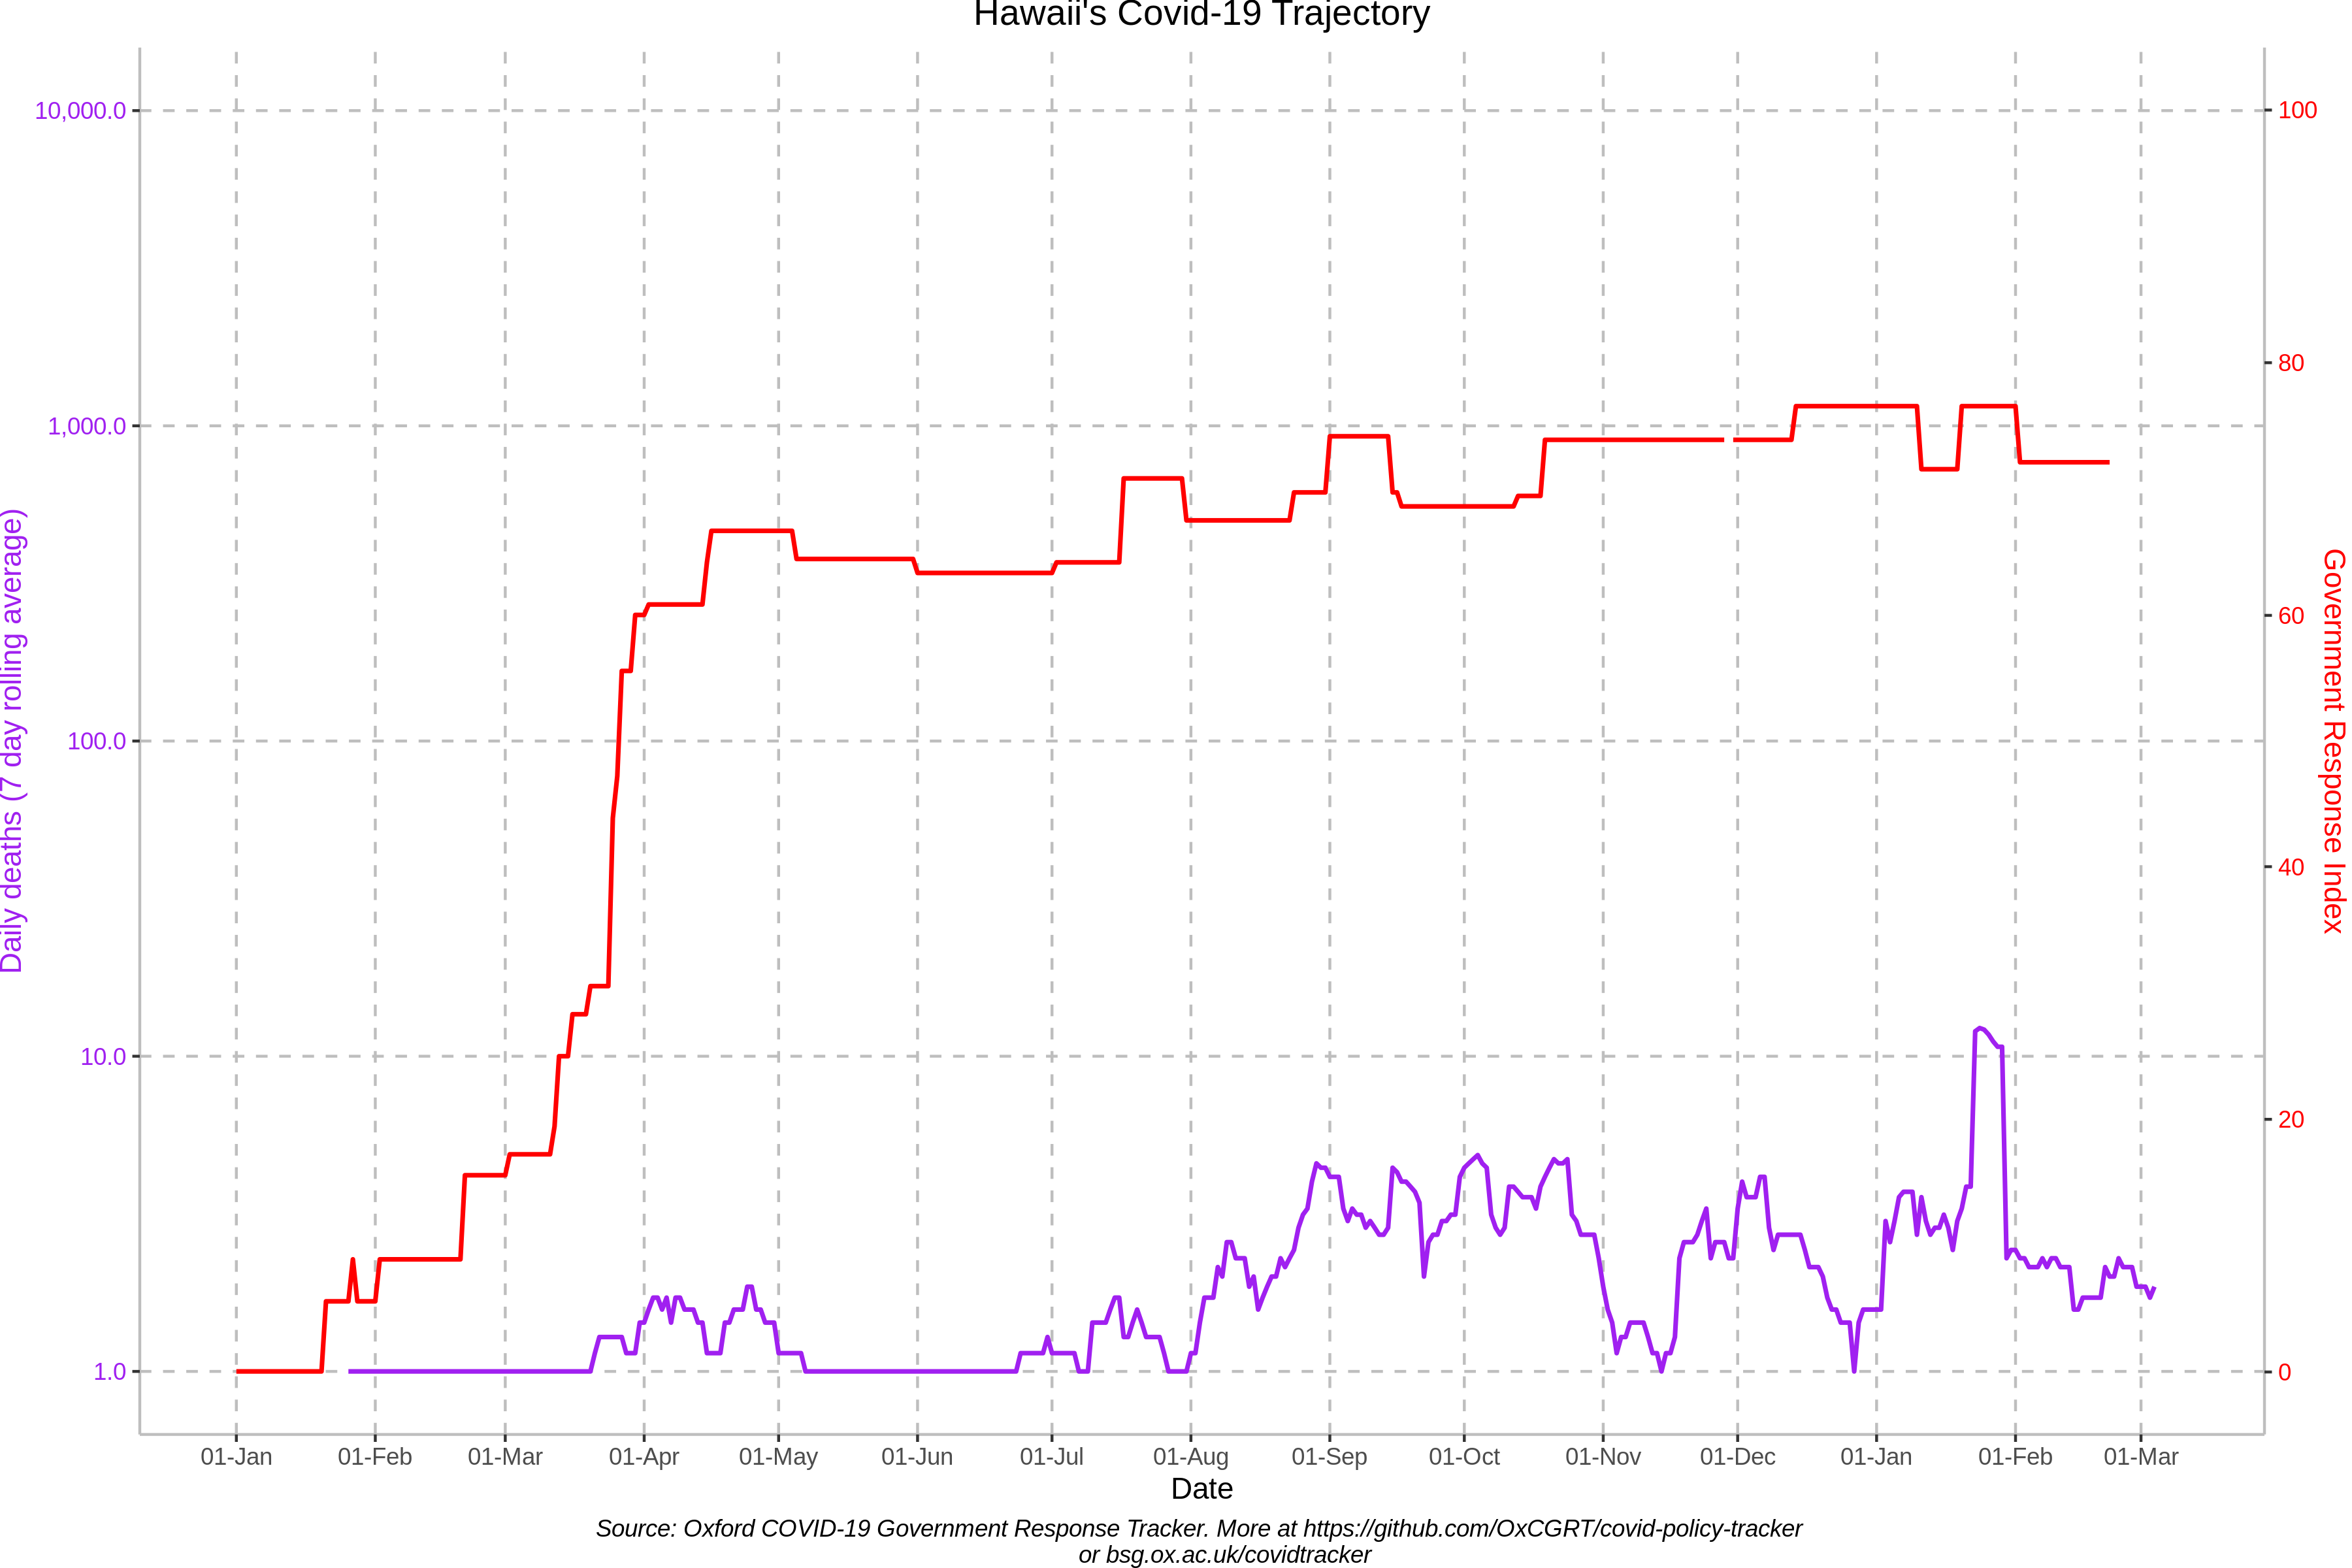 Hawaii's Covid-19 Trajectory
10,000.0
1,000.0
100.0
10.0
1.0
Daily deaths (7 day rolling average)
100
80
60
40
20
0
Government Response Index
01-Jan 01-Feb 01-Mar 01-Apr 01-May 01-Jun 01-Jul 01-Aug 01-Sep 01-Oct 01-Nov 01-Dec 01-Jan 01-Feb 01-Mar
Date
Source: Oxford COVID-19 Government Response Tracker. More at https://github.com/OxCGRT/covid-policy-tracker
or bsg.ox.ac.uk/covidtracker